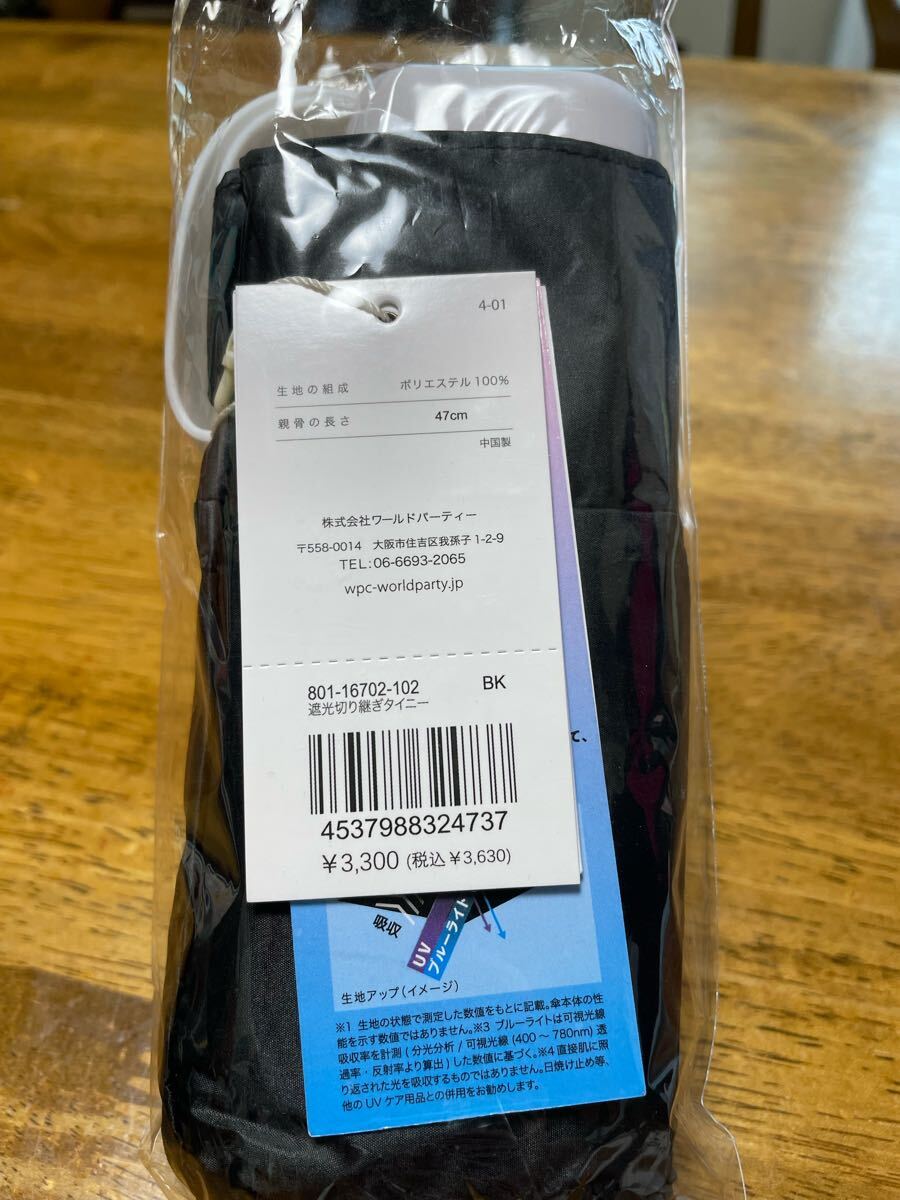 4-01
生地の組成 ポリエステル100%
親骨の長さ 47cm
中国製
株式会社ワールドパーティー
〒558-0014 大阪市住吉区我孫子1-2-9
TEL:06-6693-2065
wpc-worldparty.jp
801-16702-102 BK
遮光切り継ぎタイニー
て、
4537988324737
¥3,300 (税込¥3,630)
吸収
UV
ブルーライト
生地アップ(イメージ)
※1 生地の状態で測定した数値をもとに記載。傘本体の性
能を示す数値ではありません。※3 ブルーライトは可視光線
吸収率を計測(分光分析/可視光線(400～780nm)透
過率・反射率より算出)した数値に基づく。※4 直接肌に照
り返された光を吸収するものではありません。日焼け止め等、
他のUVケア用品との併用をお勧めします。